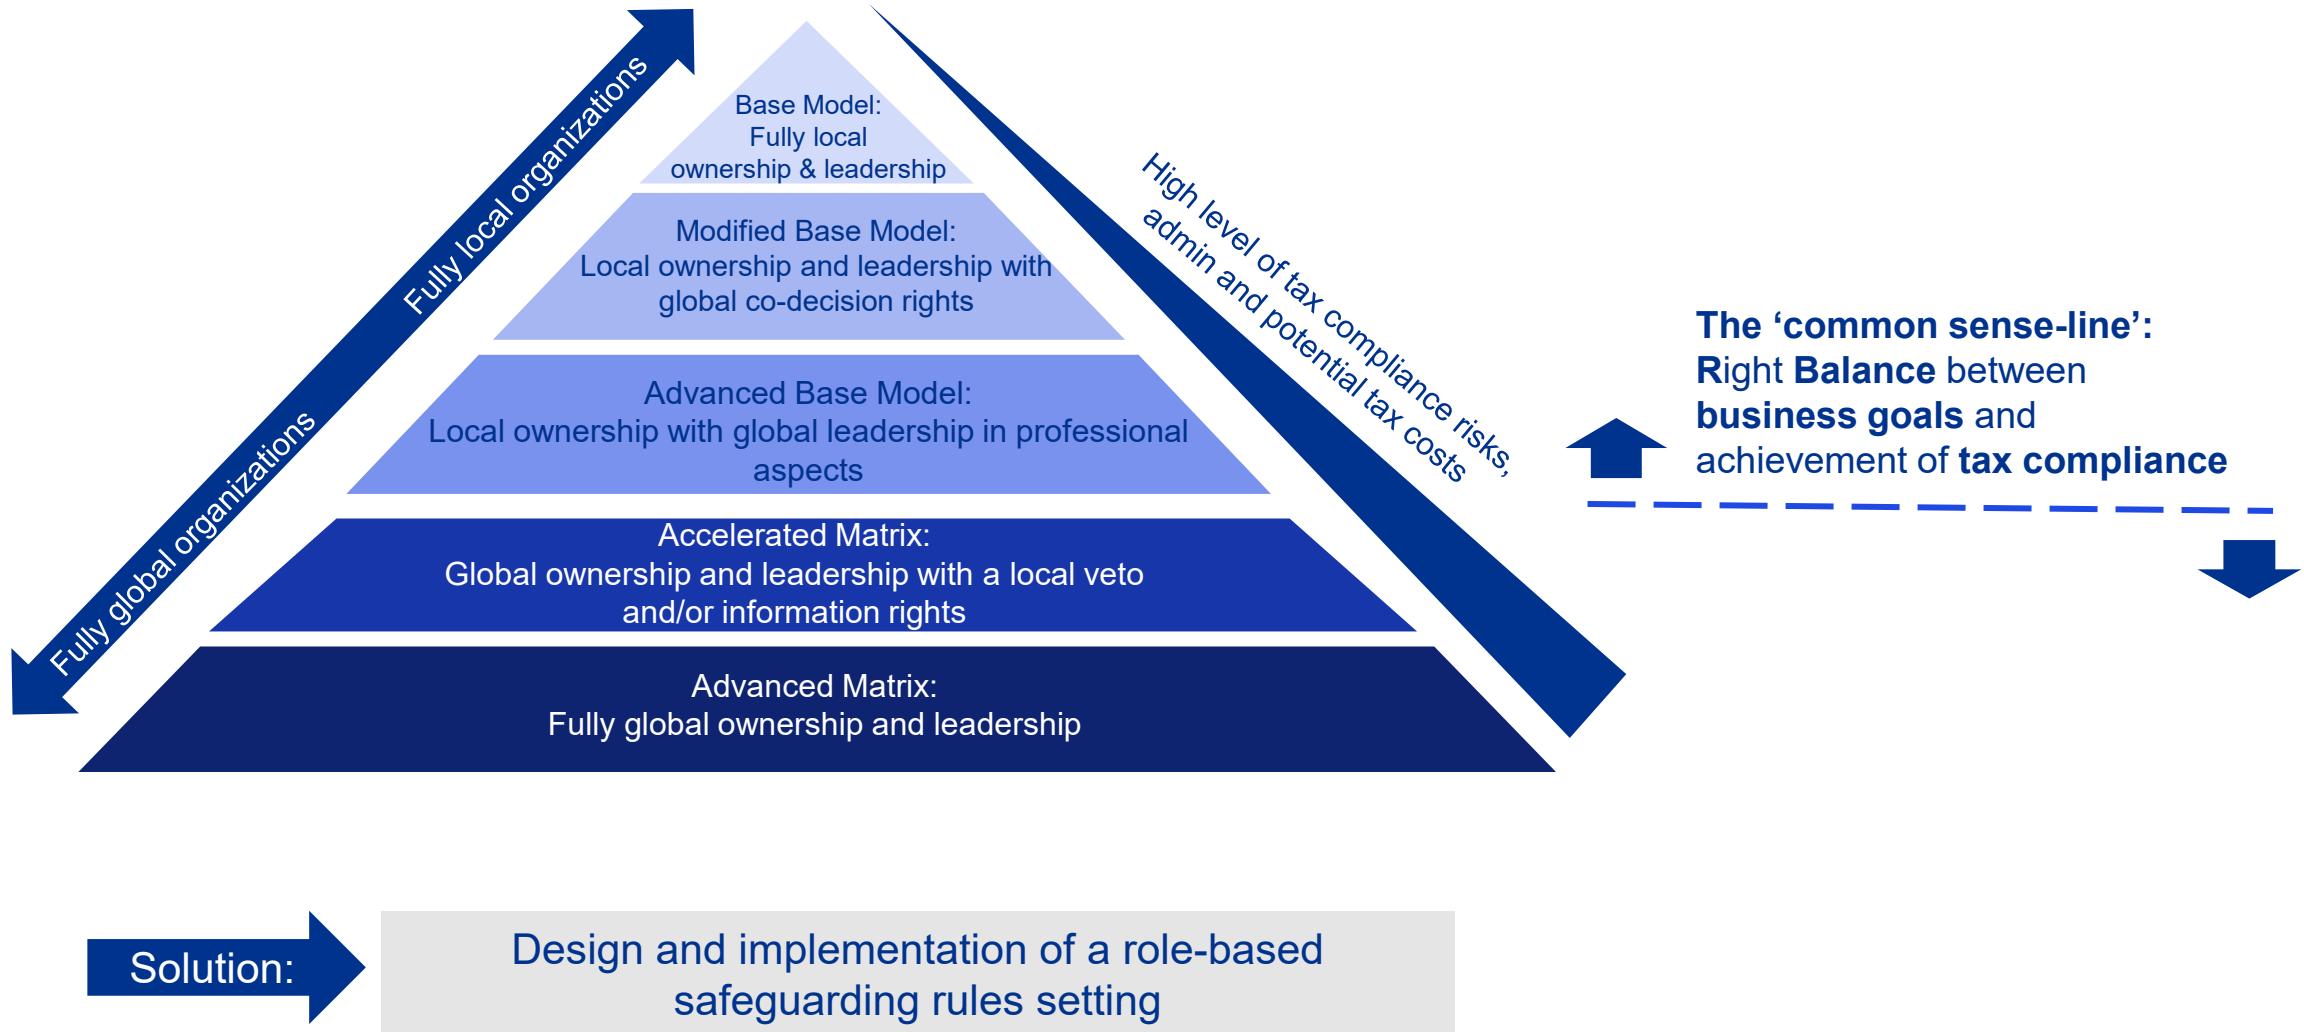 Fully local organizations
Fully global organizations
Base Model:
Fully local
ownership & leadership
Modified Base Model:
Local ownership and leadership with
global co-decision rights
Advanced Base Model:
Local ownership with global leadership in professional
aspects
Accelerated Matrix:
Global ownership and leadership with a local veto
and/or information rights
Advanced Matrix:
Fully global ownership and leadership
High level of tax compliance risks,
admin and potential tax costs
The ‘common sense-line’:
Right Balance between
business goals and
achievement of tax compliance
Solution:
Design and implementation of a role-based
safeguarding rules setting